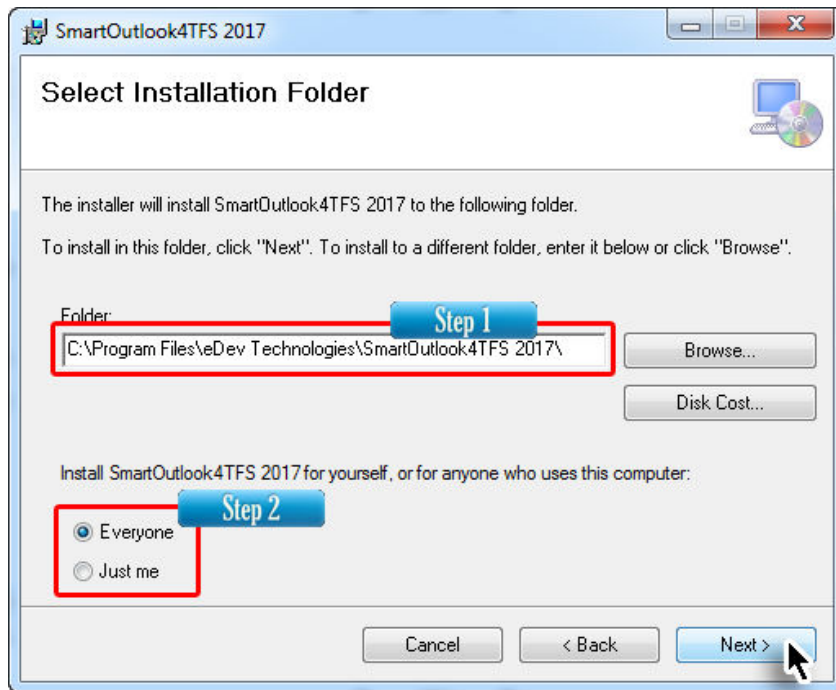 SmartOutlook4TFS 2017
Select Installation Folder
The installer will install SmartOutlook4TFS 2017 to the following folder.
To install in this folder, click "Next". To install to a different folder, enter it below or click "Browse".
Folder:
Step 1
C:\Program Files\eDev Technologies\SmartOutlook4TFS 2017\
Browse...
Disk Cost...
Install SmartOutlook4TFS 2017 for yourself, or for anyone who uses this computer:
Step 2
Everyone
Just me
Cancel
< Back
Next >